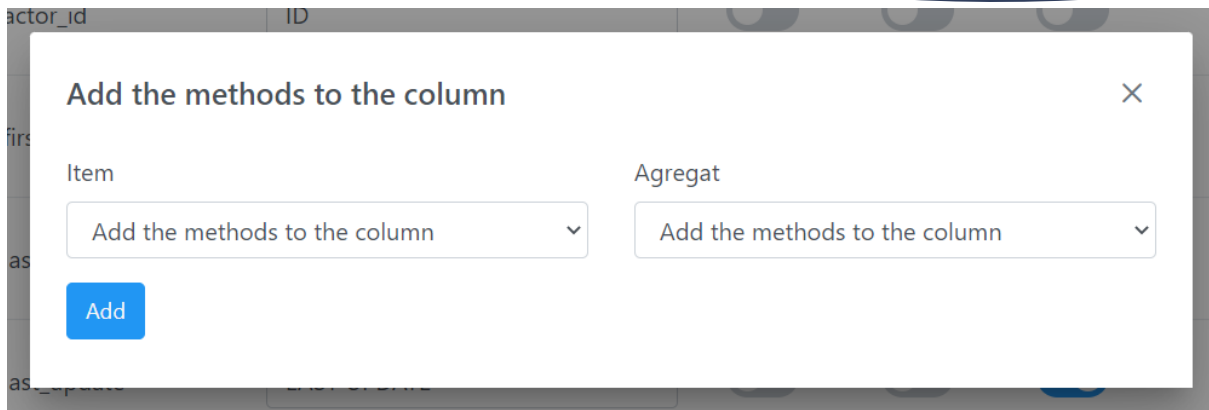 actor_id ID
Add the methods to the column
Item Agregat
Add the methods to the column Add the methods to the column
Add